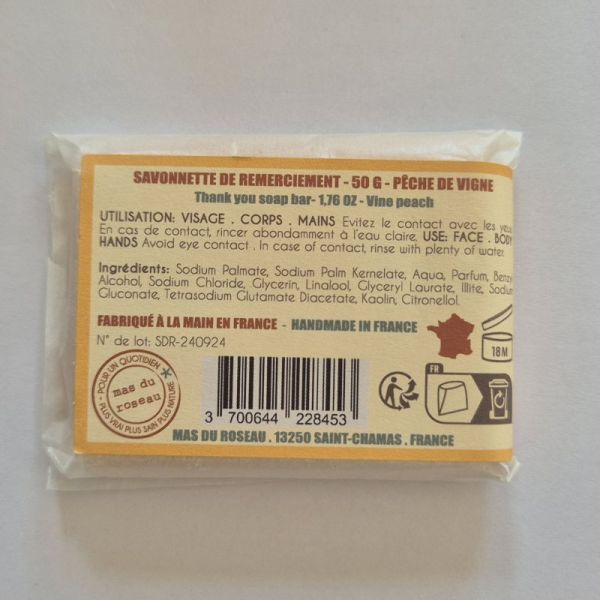 SAVONNETTE DE REMERCIEMENT - 50 G - PÊCHE DE VIGNE
Thank you soap bar- 1,76 OZ - Vine peach
UTILISATION: VISAGE . CORPS . MAINS Evitez le contact avec les
En cas de contact, rincer abondamment à l'eau claire. USE: FACE . BODY
HANDS Avoid eye contact . In case of contact, rinse with plenty of water.
Ingrédients: Sodium Palmate, Sodium Palm Kernelate, Aqua, Parfum,
Alcohol, Sodium Chloride, Glycerin, Linalool, Glyceryl Laurate, Illite, Sodium
Gluconate, Tetrasodium Glutamate Diacetate, Kaolin, Citronellol.
FABRIQUÉ À LA MAIN EN FRANCE - HANDMADE IN FRANCE
N° de lot: SDR-240924
18M
FR
POUR UN QUOTIDIEN
mas du
roseau
PLUS VRAI PLUS SAIN PLUS NATURE
3 700644 228453
MAS DU ROSEAU . 13250 SAINT-CHAMAS . FRANCE